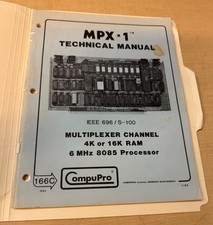 MPX·1™
TECHNICAL MANUAL
IEEE 696 / S-100
MULTIPLEXER CHANNEL
4K or 16K RAM
6 MHz 8085 Processor
166C
CompuPro